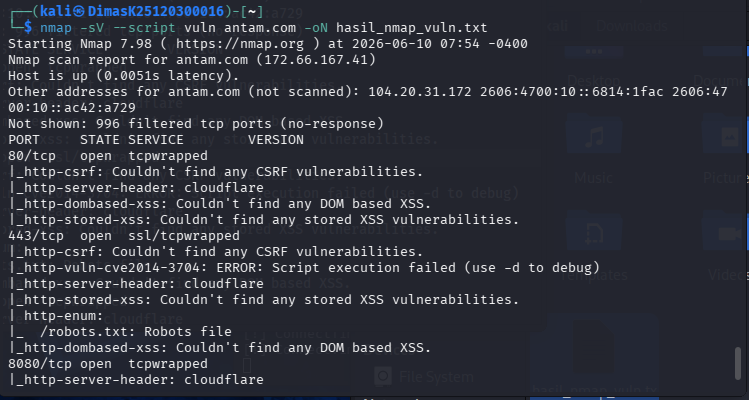 ┌──(kali㉿DimasK25120300016)-[~]
└─$ nmap -sV --script vuln antam.com -oN hasil_nmap_vuln.txt
Starting Nmap 7.98 ( https://nmap.org ) at 2026-06-10 07:54 -0400
Nmap scan report for antam.com (172.66.167.41)
Host is up (0.0051s latency).
Other addresses for antam.com (not scanned): 104.20.31.172 2606:4700:10::6814:1fac 2606:47
00:10::ac42:a729
Not shown: 996 filtered tcp ports (no-response)
PORT     STATE SERVICE        VERSION
80/tcp   open  tcpwrapped
|_http-csrf: Couldn't find any CSRF vulnerabilities.
|_http-server-header: cloudflare
|_http-dombased-xss: Couldn't find any DOM based XSS.
|_http-stored-xss: Couldn't find any stored XSS vulnerabilities.
443/tcp  open  ssl/tcpwrapped
|_http-csrf: Couldn't find any CSRF vulnerabilities.
|_http-vuln-cve2014-3704: ERROR: Script execution failed (use -d to debug)
|_http-server-header: cloudflare
|_http-stored-xss: Couldn't find any stored XSS vulnerabilities.
| http-enum:
|_  /robots.txt: Robots file
|_http-dombased-xss: Couldn't find any DOM based XSS.
8080/tcp open  tcpwrapped
|_http-server-header: cloudflare
Desktop
Music
File System